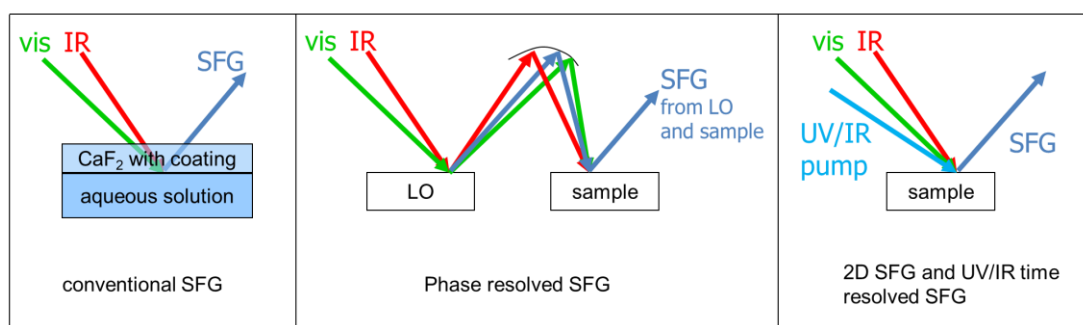 vis IR
SFG
CaF₂ with coating
aqueous solution
conventional SFG
vis IR
SFG
from LO
and sample
LO
sample
Phase resolved SFG
vis IR
UV/IR
pump
SFG
sample
2D SFG and UV/IR time
resolved SFG